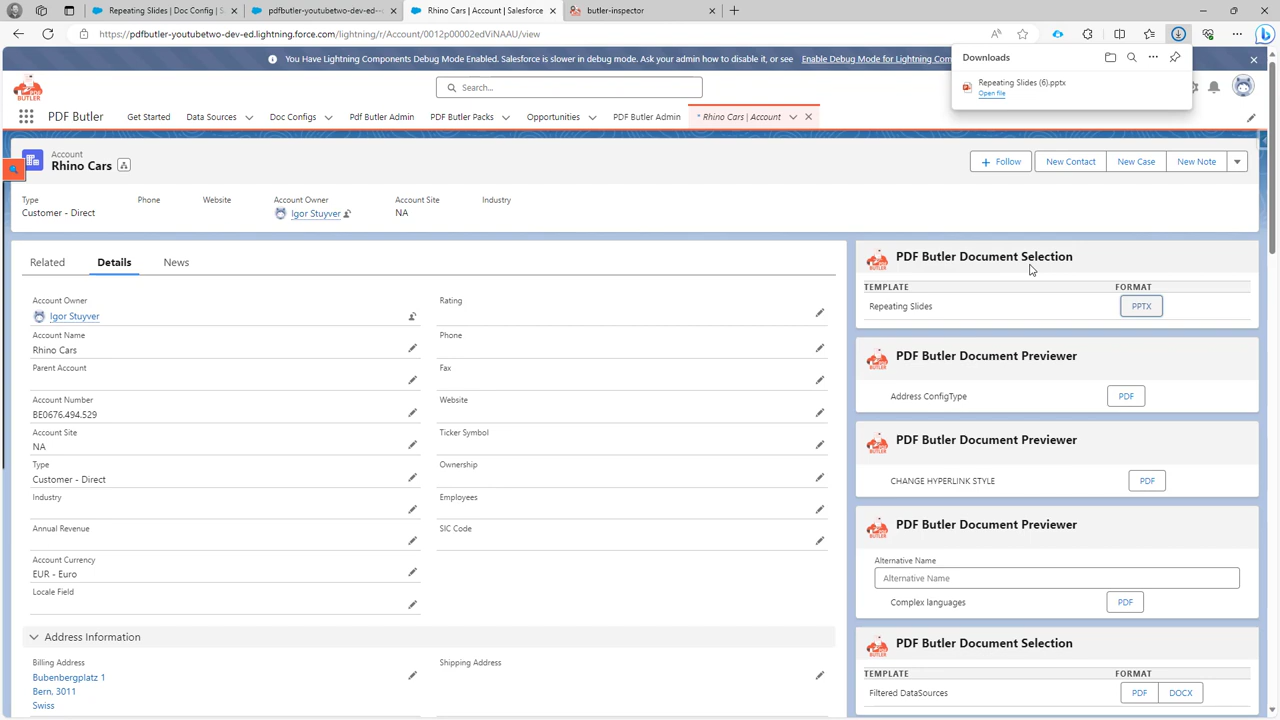 Repeating Slides | Doc Config | S
pdfbutler-youtubetwo-dev-ed--r
Rhino Cars | Account | Salesforce
butler-inspector
https://pdfbutler-youtubetwo-dev-ed.lightning.force.com/lightning/r/Account/0012p00002edViNAAU/view
You Have Lightning Components Debug Mode Enabled. Salesforce is slower in debug mode. Ask your admin how to disable it, or see Enable Debug Mode for Lightning Com
Downloads
Repeating Slides (6).pptx
Open file
PDF BUTLER
Search...
PDF Butler
Get Started
Data Sources
Doc Configs
Pdf Butler Admin
PDF Butler Packs
Opportunities
PDF Butler Admin
* Rhino Cars | Account
Account
Rhino Cars
Follow
New Contact
New Case
New Note
Type
Phone
Website
Account Owner
Account Site
Industry
Customer - Direct
Igor Stuyver
NA
Related
Details
News
Account Owner
Igor Stuyver
Rating
Account Name
Rhino Cars
Phone
Parent Account
Fax
Account Number
BE0676.494.529
Website
Account Site
NA
Ticker Symbol
Type
Customer - Direct
Ownership
Industry
Employees
Annual Revenue
SIC Code
Account Currency
EUR - Euro
Locale Field
Address Information
Billing Address
Bubenbergplatz 1
Bern, 3011
Swiss
Shipping Address
PDF Butler Document Selection
TEMPLATE
FORMAT
Repeating Slides
PPTX
PDF Butler Document Previewer
Address ConfigType
PDF
PDF Butler Document Previewer
CHANGE HYPERLINK STYLE
PDF
PDF Butler Document Previewer
Alternative Name
Alternative Name
Complex languages
PDF
PDF Butler Document Selection
TEMPLATE
FORMAT
Filtered DataSources
PDF
DOCX